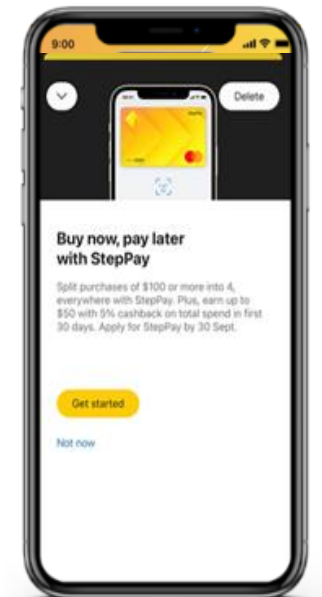 9:00
Delete
StepPay
Buy now, pay later
with StepPay
Split purchases of $100 or more into 4,
everywhere with StepPay. Plus, earn up to
$50 with 5% cashback on total spend in first
30 days. Apply for StepPay by 30 Sept.
Get started
Not now